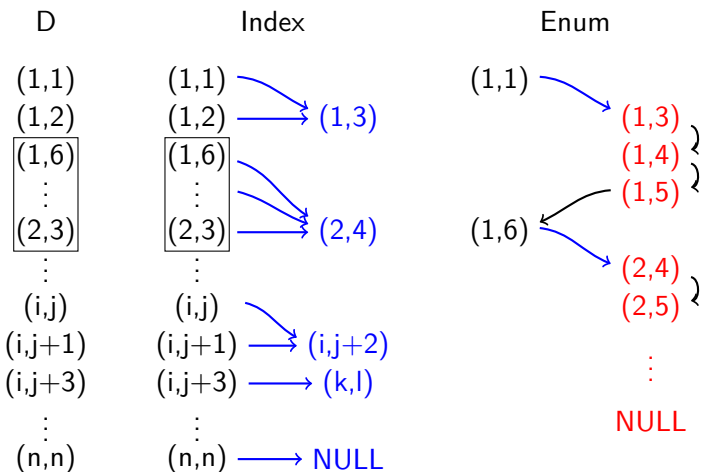 D Index Enum
(1,1) (1,1) (1,1)
(1,2) (1,2) (1,3) (1,3)
(1,6) (1,6) (1,4)
⋮ ⋮ (1,5)
(2,3) (2,3) (2,4) (1,6)
⋮ ⋮ (2,4)
(i,j) (i,j) (2,5)
(i,j+1) (i,j+1) (i,j+2)
(i,j+3) (i,j+3) (k,l) ⋮
⋮ ⋮ NULL
(n,n) (n,n) NULL